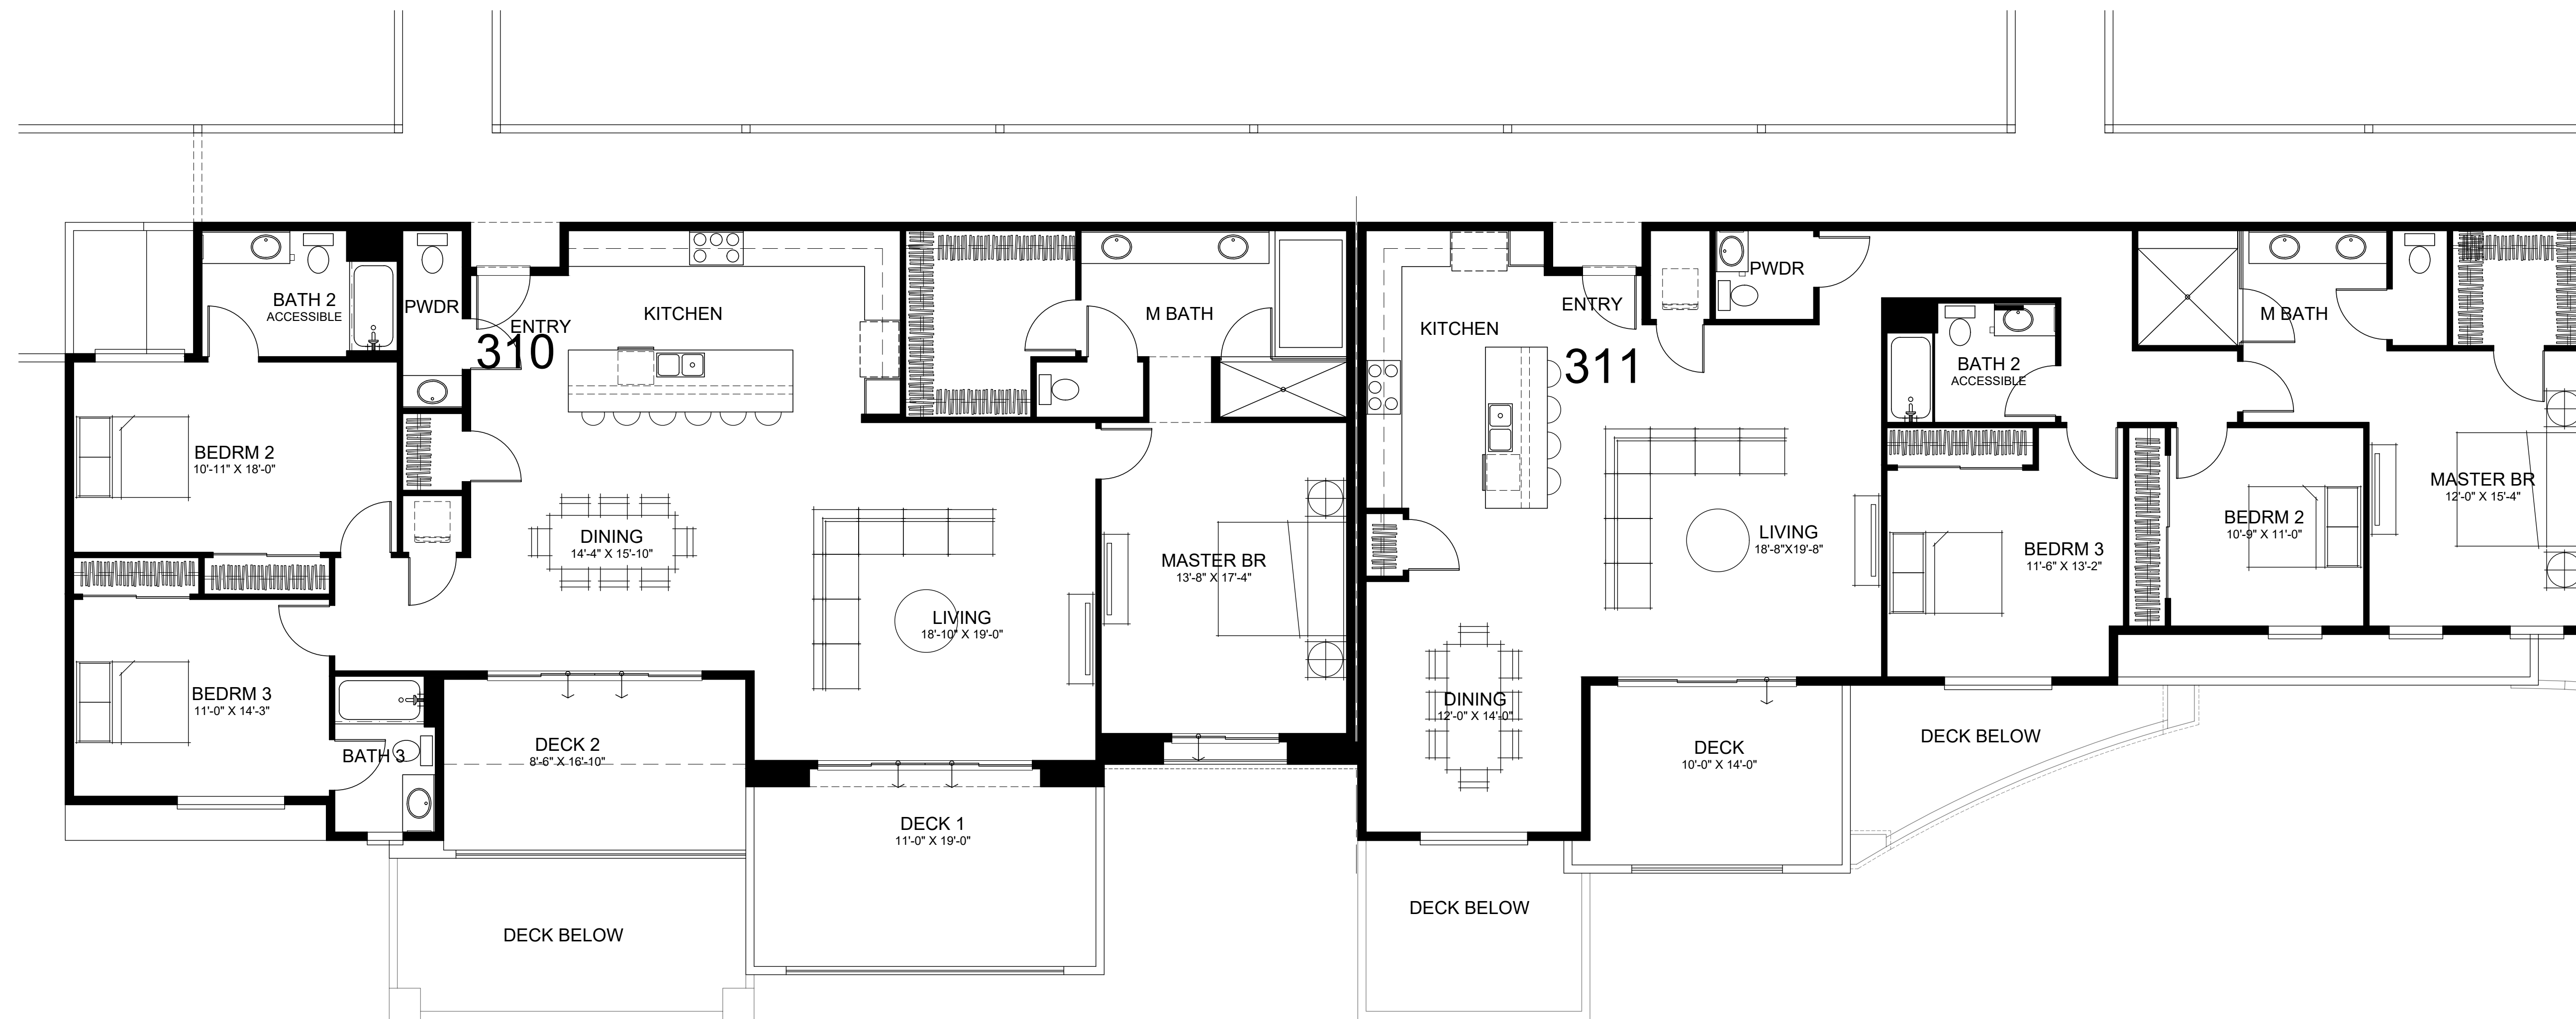 BATH 2
ACCESSIBLE
PWDR
ENTRY
310
KITCHEN
M BATH
BEDRM 2
10'-11" X 18'-0"
DINING
14'-4" X 15'-10"
MASTER BR
13'-8" X 17'-4"
LIVING
18'-10" X 19'-0"
BEDRM 3
11'-0" X 14'-3"
BATH 3
DECK 2
8'-6" X 16'-10"
DECK 1
11'-0" X 19'-0"
DECK BELOW
KITCHEN
ENTRY
311
PWDR
BATH 2
ACCESSIBLE
M BATH
MASTER BR
12'-0" X 15'-4"
LIVING
18'-8"X19'-8"
BEDRM 3
11'-6" X 13'-2"
BEDRM 2
10'-9" X 11'-0"
DINING
12'-0" X 14'-0"
DECK
10'-0" X 14'-0"
DECK BELOW
DECK BELOW